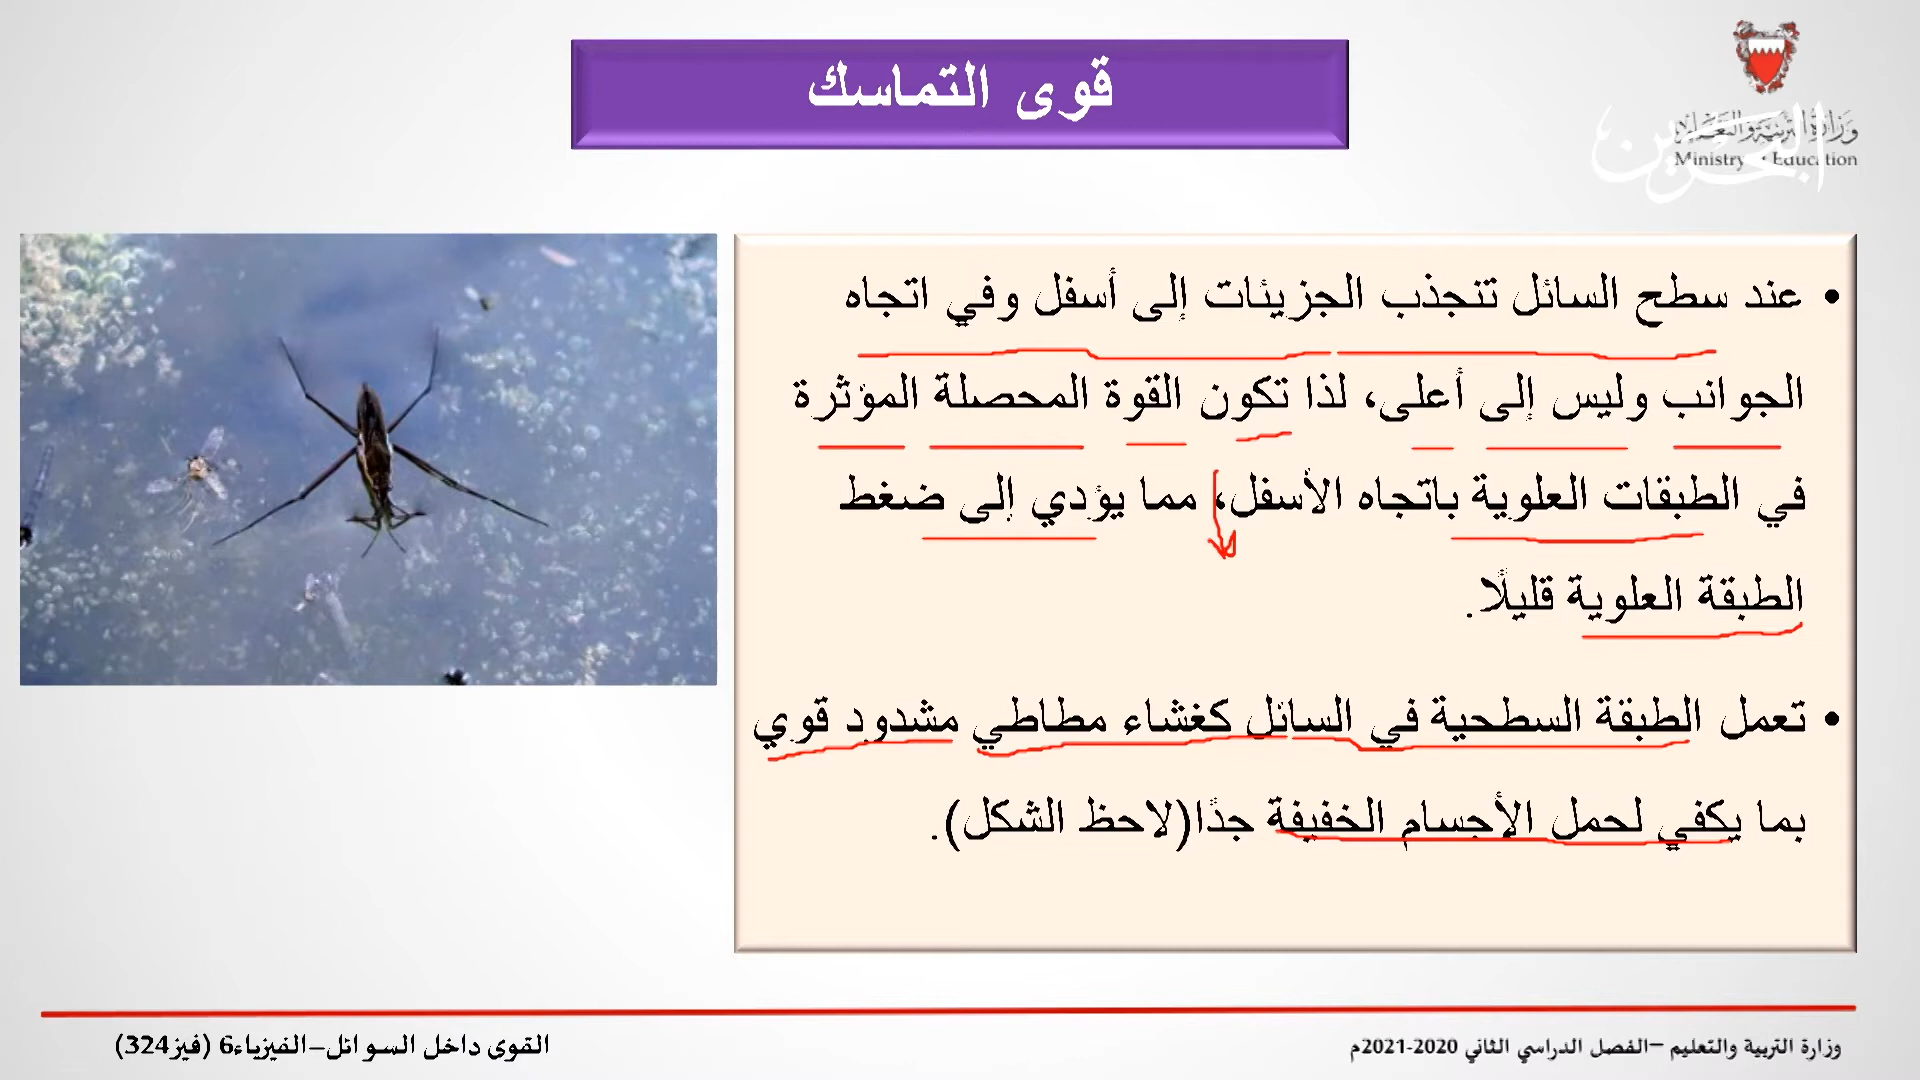 قوى التماسك
وزارة التربية والتعليم
Ministry of Education
البحرين
• عند سطح السائل تنجذب الجزيئات إلى أسفل وفي اتجاه
الجوانب وليس إلى أعلى، لذا تكون القوة المحصلة المؤثرة
في الطبقات العلوية باتجاه الأسفل، مما يؤدي إلى ضغط
الطبقة العلوية قليلًا.
• تعمل الطبقة السطحية في السائل كغشاء مطاطي مشدود قوي
بما يكفي لحمل الأجسام الخفيفة جدًا(لاحظ الشكل).
وزارة التربية والتعليم –الفصل الدراسي الثاني 2020-2021م
القوى داخل السوائل–الفيزياء6 (فيز324)